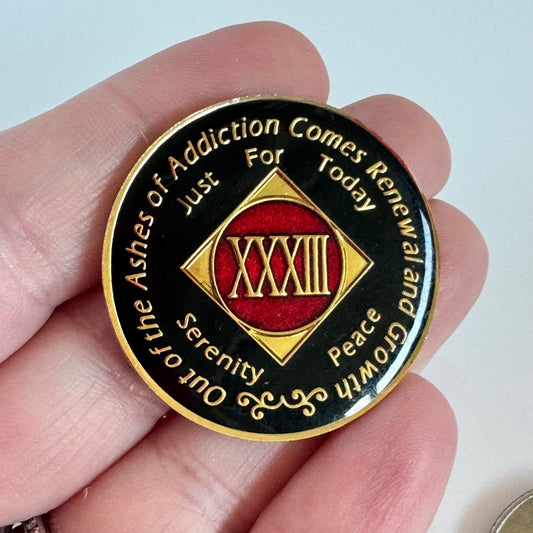 Out of the Ashes of Addiction Comes Renewal and Growth
Just For Today
XXXIII
Serenity Peace